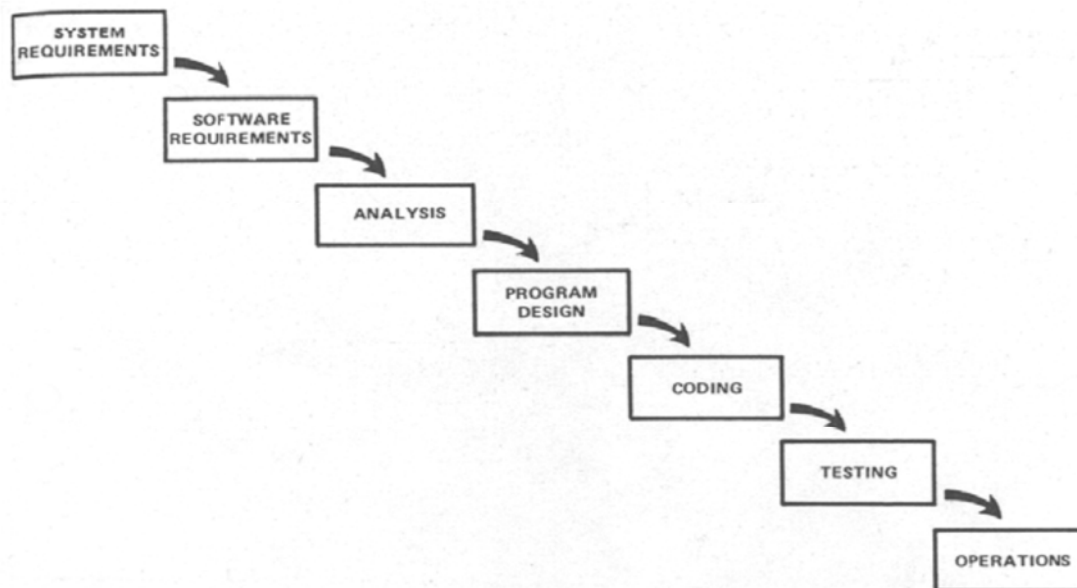 SYSTEM
REQUIREMENTS
SOFTWARE
REQUIREMENTS
ANALYSIS
PROGRAM
DESIGN
CODING
TESTING
OPERATIONS